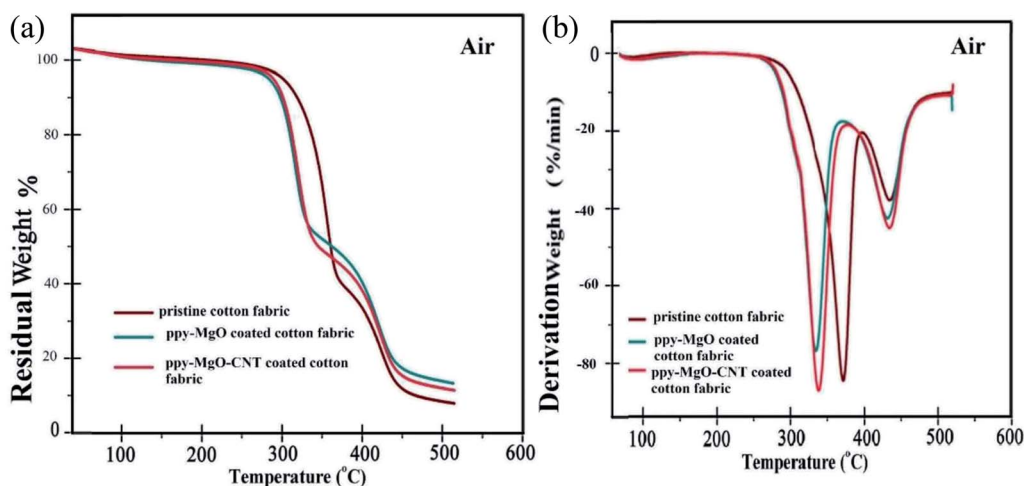 (a)
Air
Residual Weight %
100
80
60
40
20
0
pristine cotton fabric
ppy-MgO coated cotton fabric
ppy-MgO-CNT coated cotton
fabric
100
200
300
400
500
600
Temperature (°C)
(b)
Air
DerivationWeight ( %/min)
0
-20
-40
-60
-80
pristine cotton fabric
ppy-MgO coated
cotton fabric
ppy-MgO-CNT coated
cotton fabric
100
200
300
400
500
600
Temperature (°C)